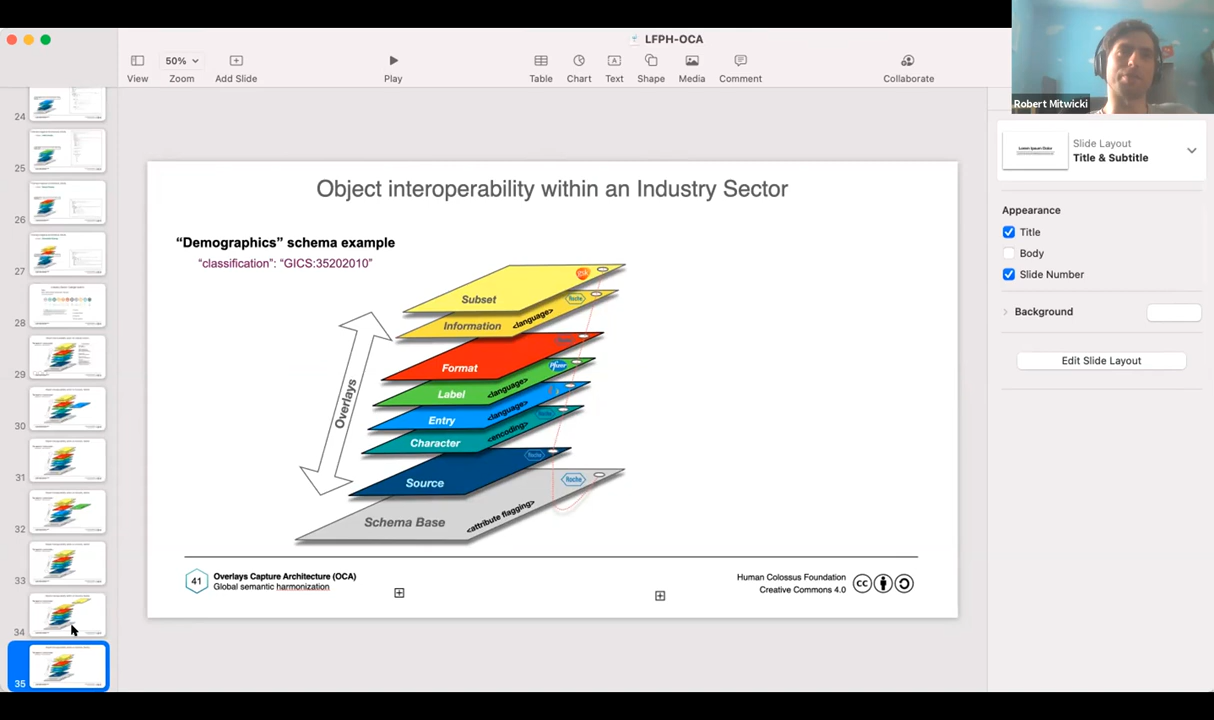 LFPH-OCA
50%
View
Zoom
Add Slide
Play
Table
Chart
Text
Shape
Media
Comment
Collaborate
Robert Mitwicki
24
25
26
27
28
29
30
31
32
33
34
35
Object interoperability within an Industry Sector
“Demographics” schema example
“classification”: “GICS:35202010”
Overlays
Subset
gsk
Information
<language>
Roche
Format
Label
<language>
Pfizer
Entry
<language>
Character
<encoding>
Roche
Source
Roche
Schema Base
<attribute flagging>
Roche
41
Overlays Capture Architecture (OCA)
Global semantic harmonization
Human Colossus Foundation
Creative Commons 4.0
cc
Slide Layout
Title & Subtitle
Appearance
Title
Body
Slide Number
Background
Edit Slide Layout